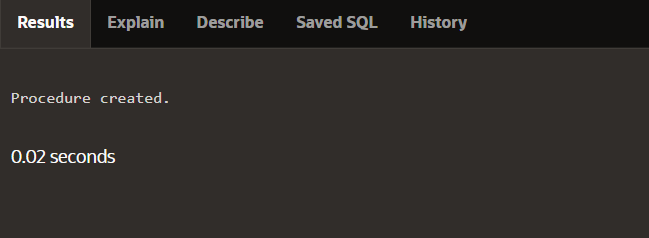 Results Explain Describe Saved SQL History
Procedure created.
0.02 seconds